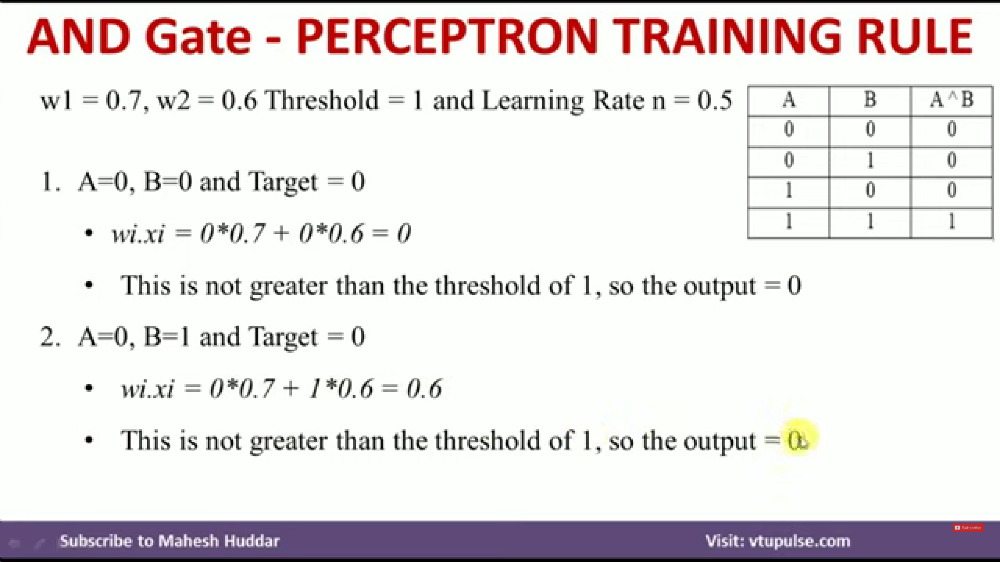 AND Gate - PERCEPTRON TRAINING RULE
w1 = 0.7, w2 = 0.6 Threshold = 1 and Learning Rate n = 0.5
A B A ^ B
0 0 0
0 1 0
1 0 0
1 1 1
1. A=0, B=0 and Target = 0
• wi.xi = 0*0.7 + 0*0.6 = 0
• This is not greater than the threshold of 1, so the output = 0
2. A=0, B=1 and Target = 0
• wi.xi = 0*0.7 + 1*0.6 = 0.6
• This is not greater than the threshold of 1, so the output = 0
Subscribe
Subscribe to Mahesh Huddar
Visit: vtupulse.com